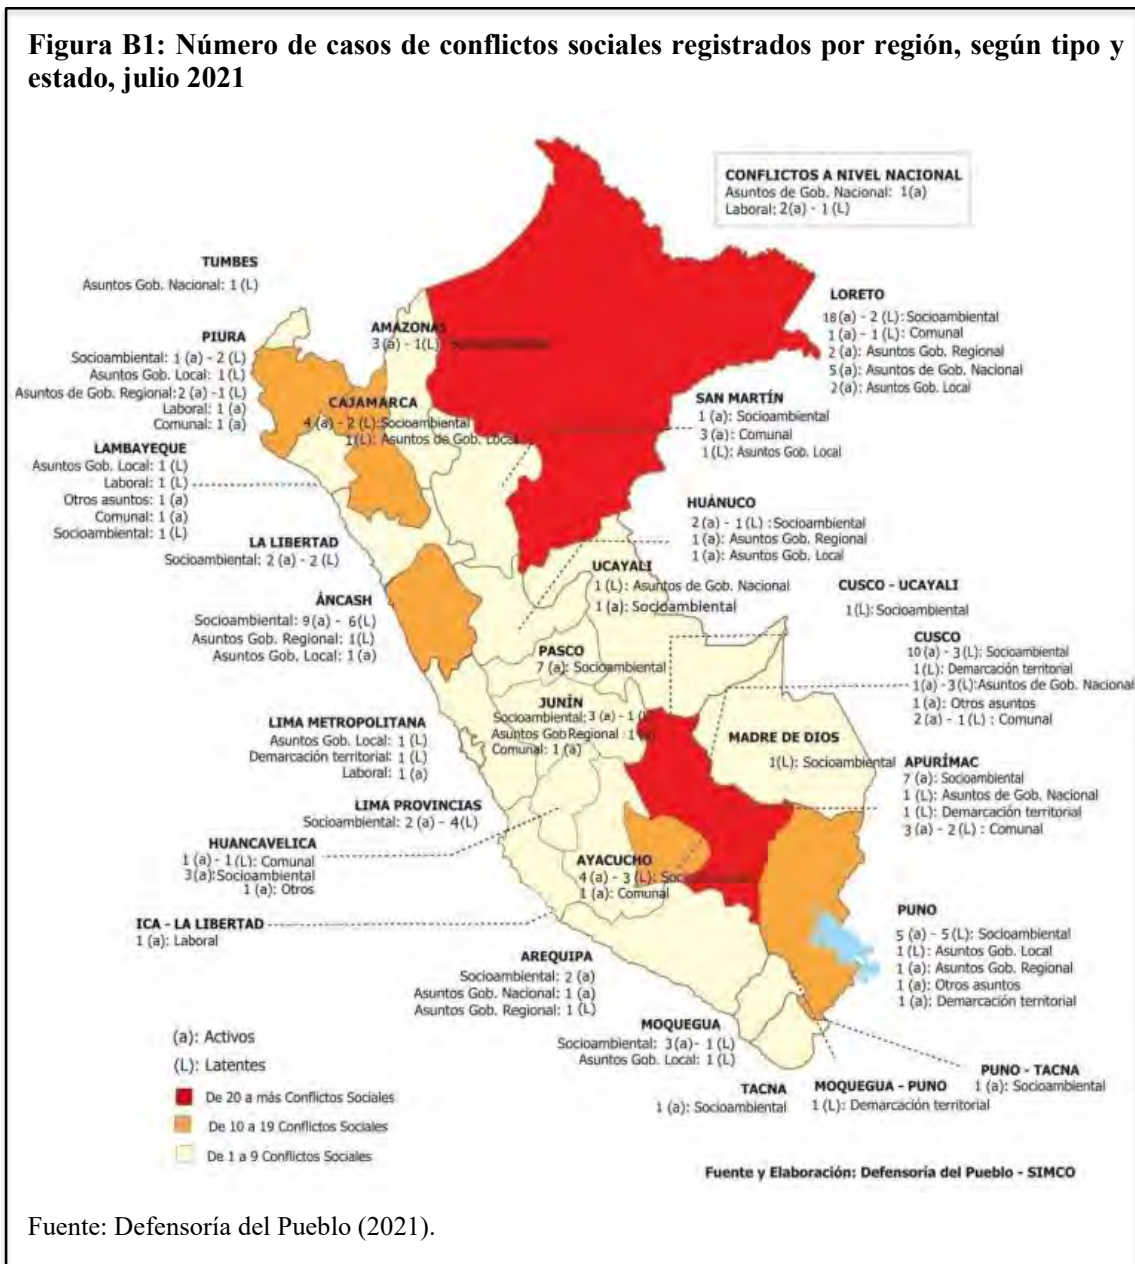 Figura B1: Número de casos de conflictos sociales registrados por región, según tipo y
estado, julio 2021
CONFLICTOS A NIVEL NACIONAL
Asuntos de Gob. Nacional: 1(a)
Laboral: 2(a) - 1(L)
TUMBES
Asuntos Gob. Nacional: 1 (L)
PIURA
Socioambiental: 1 (a) - 2 (L)
Asuntos Gob. Local: 1(L)
Asuntos de Gob. Regional: 2(a) -1(L)
Laboral: 1 (a)
Comunal: 1 (a)
AMAZONAS
3(a) - 1(L)
LORETO
18(a) - 2 (L): Socioambiental
1(a) - 1(L): Comunal
2(a): Asuntos Gob. Regional
5(a): Asuntos de Gob. Nacional
2(a): Asuntos Gob. Local
CAJAMARCA
4(a) - 2(L):Socioambiental
1(L): Asuntos de Gob. Local
SAN MARTÍN
1(a): Socioambiental
3(a): Comunal
1(L): Asuntos Gob. Local
LAMBAYEQUE
Asuntos Gob. Local: 1 (L)
Laboral: 1 (L)
Otros asuntos: 1 (a)
Comunal: 1 (a)
Socioambiental: 1 (L)
HUÁNUCO
2(a) - 1(L) :Socioambiental
1(a): Asuntos Gob. Regional
1(a): Asuntos Gob. Local
LA LIBERTAD
Socioambiental: 2 (a) - 2 (L)
UCAYALI
1(L): Asuntos de Gob. Nacional
1(a): Socioambiental
CUSCO - UCAYALI
1(L): Socioambiental
ÁNCASH
Socioambiental: 9(a) - 6(L)
Asuntos Gob. Regional: 1(L)
Asuntos Gob. Local: 1(a)
CUSCO
10(a) - 3(L): Socioambiental
1(L): Demarcación territorial
1(a) -3(L):Asuntos de Gob. Nacional
1(a): Otros asuntos
2(a) - 1(L) : Comunal
PASCO
7(a): Socioambiental
JUNÍN
Socioambiental: 3(a) - 1
Asuntos Gob Regional : 1
Comunal: 1(a)
LIMA METROPOLITANA
Asuntos Gob. Local: 1(L)
Demarcación territorial: 1(L)
Laboral: 1(a)
MADRE DE DIOS
1(L): Socioambiental
APURÍMAC
7(a): Socioambiental
1(L): Asuntos de Gob. Nacional
1(L): Demarcación territorial
3(a) - 2(L) : Comunal
LIMA PROVINCIAS
Socioambiental: 2 (a) - 4(L)
HUANCAVELICA
1(a) - 1(L): Comunal
3(a):Socioambiental
1(a): Otros
AYACUCHO
4(a) - 3(L):
1(a): Comunal
ICA - LA LIBERTAD
1(a): Laboral
PUNO
5(a) - 5(L): Socioambiental
1(L): Asuntos Gob. Local
1(a): Asuntos Gob. Regional
1(a): Otros asuntos
1(a): Demarcación territorial
AREQUIPA
Socioambiental: 2(a)
Asuntos Gob. Nacional: 1(a)
Asuntos Gob. Regional: 1(L)
MOQUEGUA
Socioambiental: 3(a)- 1(L)
Asuntos Gob. Local: 1(L)
PUNO - TACNA
1(a): Socioambiental
TACNA
1(a): Socioambiental
MOQUEGUA - PUNO
1(L): Demarcación territorial
(a): Activos
(L): Latentes
De 20 a más Conflictos Sociales
De 10 a 19 Conflictos Sociales
De 1 a 9 Conflictos Sociales
Fuente y Elaboración: Defensoría del Pueblo - SIMCO
Fuente: Defensoría del Pueblo (2021).